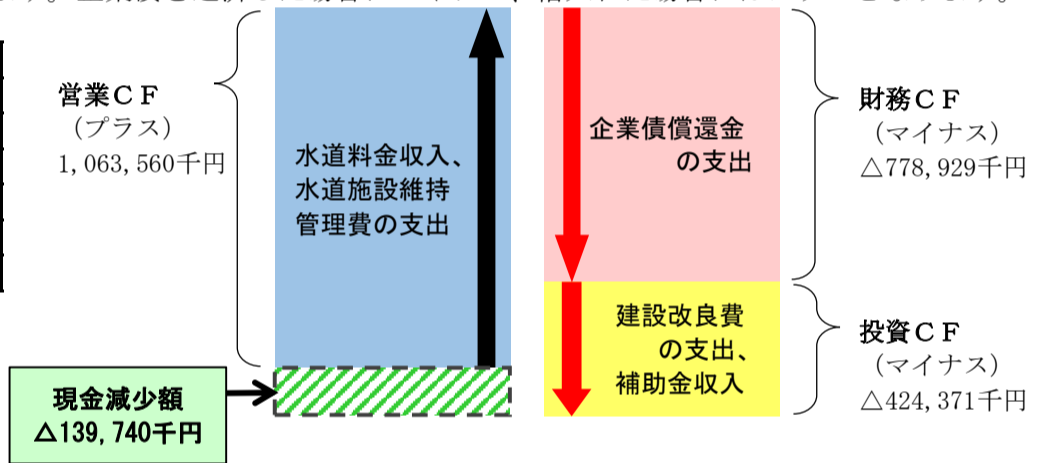 営業ＣＦ
（プラス）
1,063,560千円
水道料金収入、
水道施設維持
管理費の支出
現金減少額
△139,740千円
企業債償還金
の支出
建設改良費
の支出、
補助金収入
財務ＣＦ
（マイナス）
△778,929千円
投資ＣＦ
（マイナス）
△424,371千円